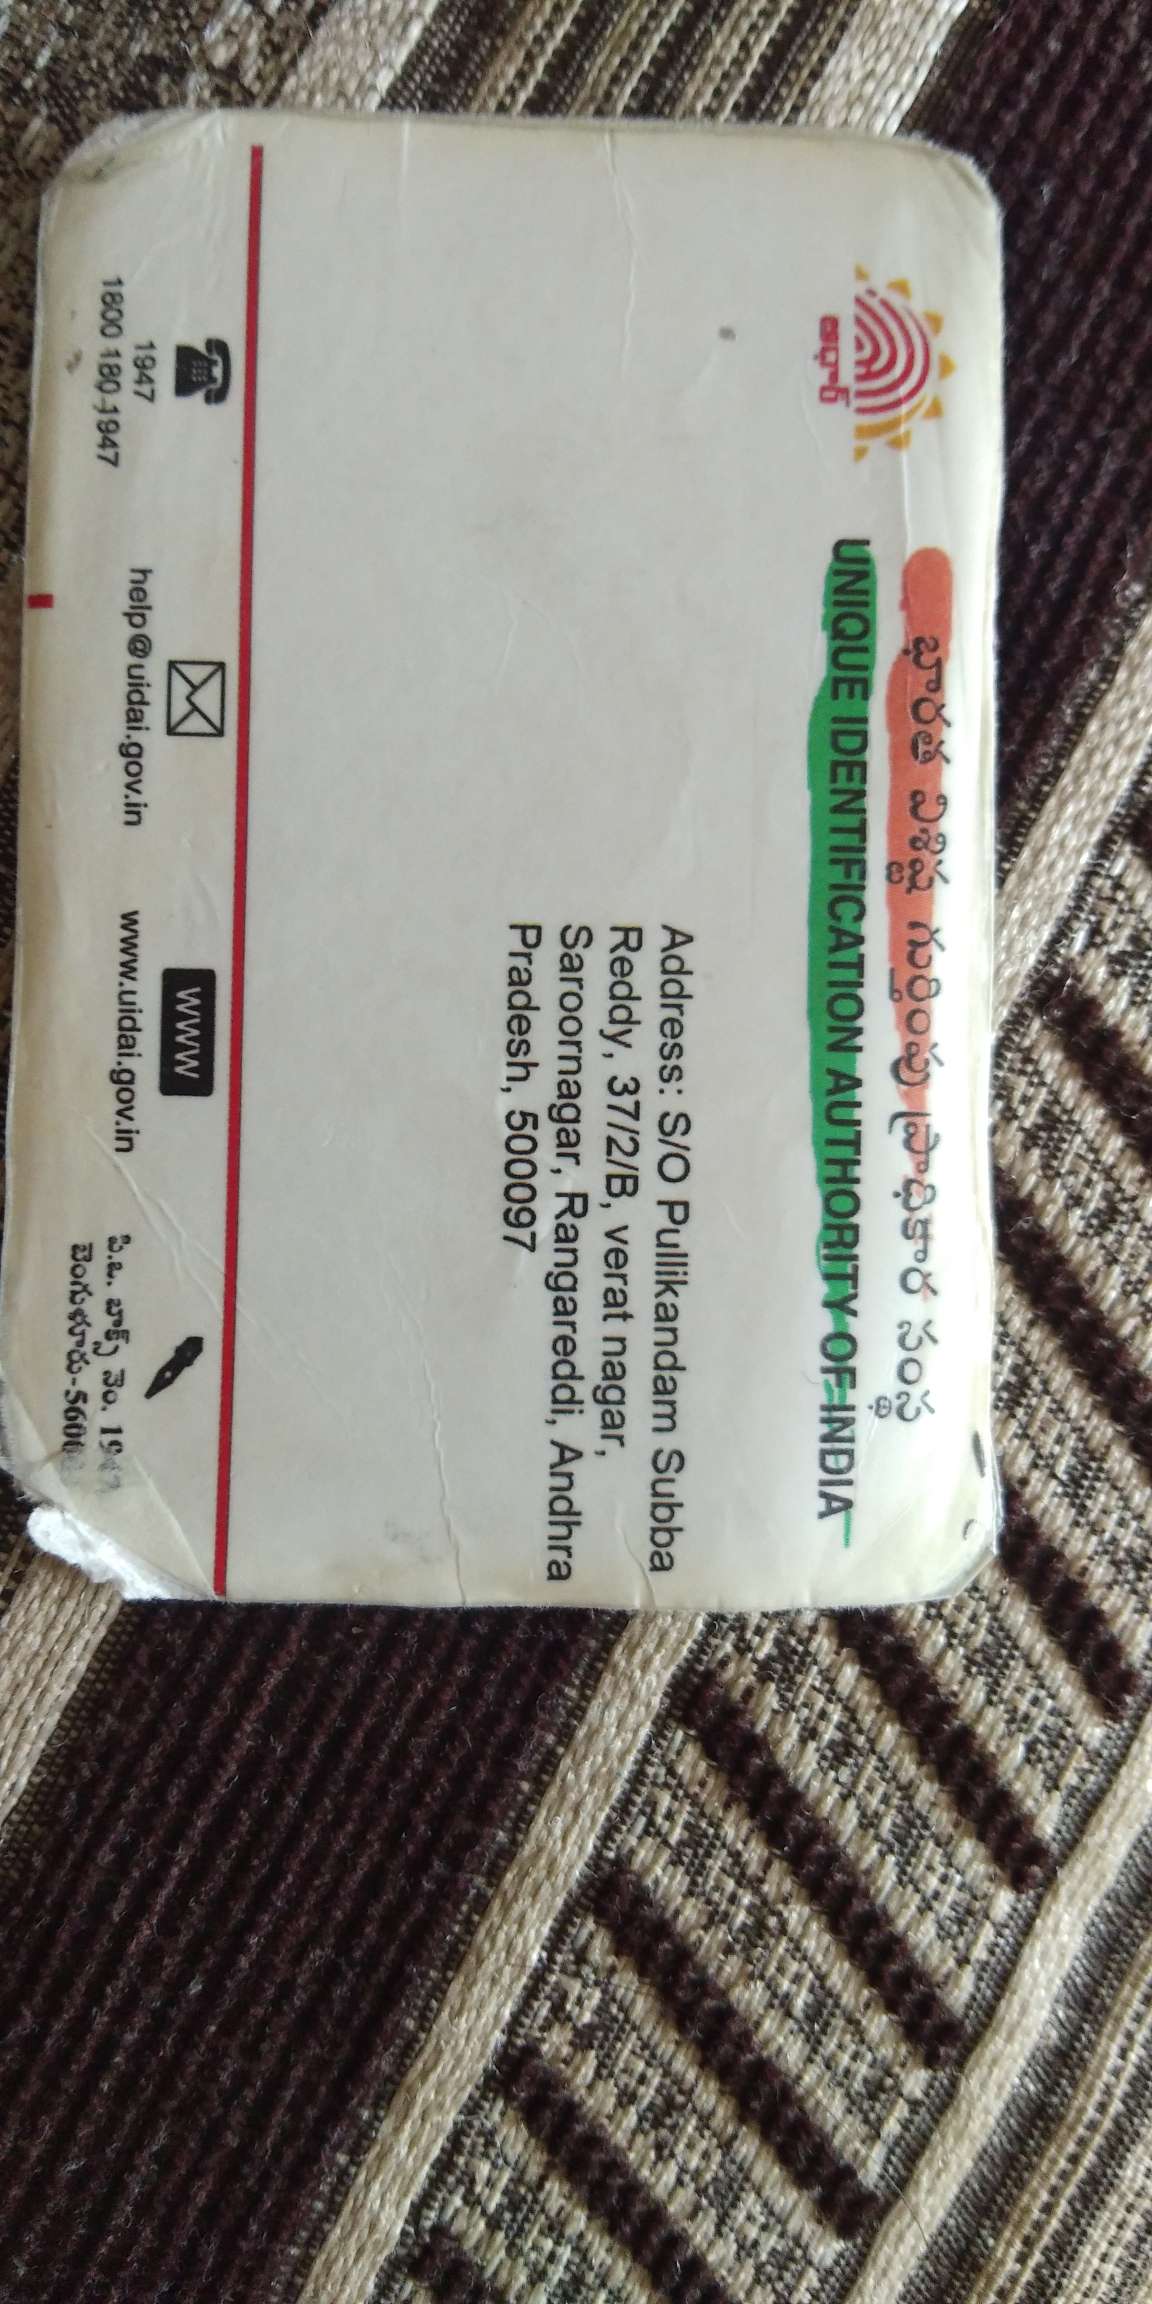 భారత విశిష్ట గుర్తింపు ప్రాధికార సంస్థ
UNIQUE IDENTIFICATION AUTHORITY OF INDIA
ఆధార్
Address: S/O Pullikandam Subba
Reddy, 37/2/B, verat nagar,
Saroornagar, Rangareddi, Andhra
Pradesh, 500097
1947
1800 180 1947
help@uidai.gov.in
WWW
www.uidai.gov.in
పి.ఒ. బాక్స్ నెం.